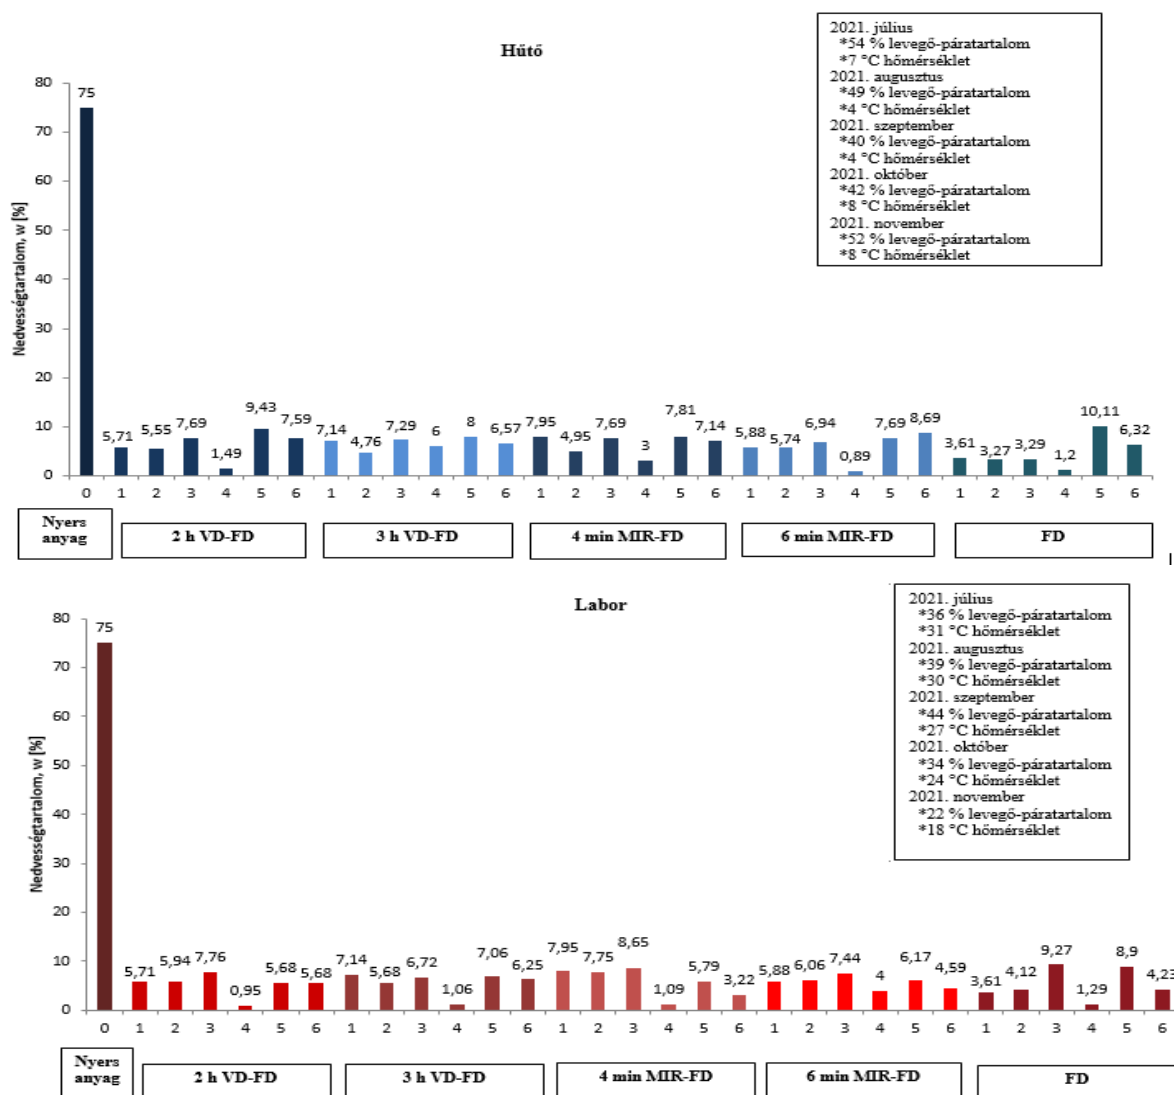 Hűtő
2021. július
*54 % levegő-páratartalom
*7 °C hőmérséklet
2021. augusztus
*49 % levegő-páratartalom
*4 °C hőmérséklet
2021. szeptember
*40 % levegő-páratartalom
*4 °C hőmérséklet
2021. október
*42 % levegő-páratartalom
*8 °C hőmérséklet
2021. november
*52 % levegő-páratartalom
*8 °C hőmérséklet
Nedvességtartalom, w [%]
80
70
60
50
40
30
20
10
0
75
5,71 5,55 7,69 1,49 9,43 7,59 7,14 4,76 7,29 6 8 6,57 7,95 4,95 7,69 3 7,81 7,14 5,88 5,74 6,94 0,89 7,69 8,69 3,61 3,27 3,29 1,2 10,11 6,32
0 1 2 3 4 5 6 1 2 3 4 5 6 1 2 3 4 5 6 1 2 3 4 5 6 1 2 3 4 5 6
Nyers
anyag
2 h VD-FD
3 h VD-FD
4 min MIR-FD
6 min MIR-FD
FD
Labor
2021. július
*36 % levegő-páratartalom
*31 °C hőmérséklet
2021. augusztus
*39 % levegő-páratartalom
*30 °C hőmérséklet
2021. szeptember
*44 % levegő-páratartalom
*27 °C hőmérséklet
2021. október
*34 % levegő-páratartalom
*24 °C hőmérséklet
2021. november
*22 % levegő-páratartalom
*18 °C hőmérséklet
Nedvességtartalom, w [%]
80
70
60
50
40
30
20
10
0
75
5,71 5,94 7,76 0,95 5,68 5,68 7,14 5,68 6,72 1,06 7,06 6,25 7,95 7,75 8,65 1,09 5,79 3,22 5,88 6,06 7,44 4 6,17 4,59 3,61 4,12 9,27 1,29 8,9 4,23
0 1 2 3 4 5 6 1 2 3 4 5 6 1 2 3 4 5 6 1 2 3 4 5 6 1 2 3 4 5 6
Nyers
anyag
2 h VD-FD
3 h VD-FD
4 min MIR-FD
6 min MIR-FD
FD